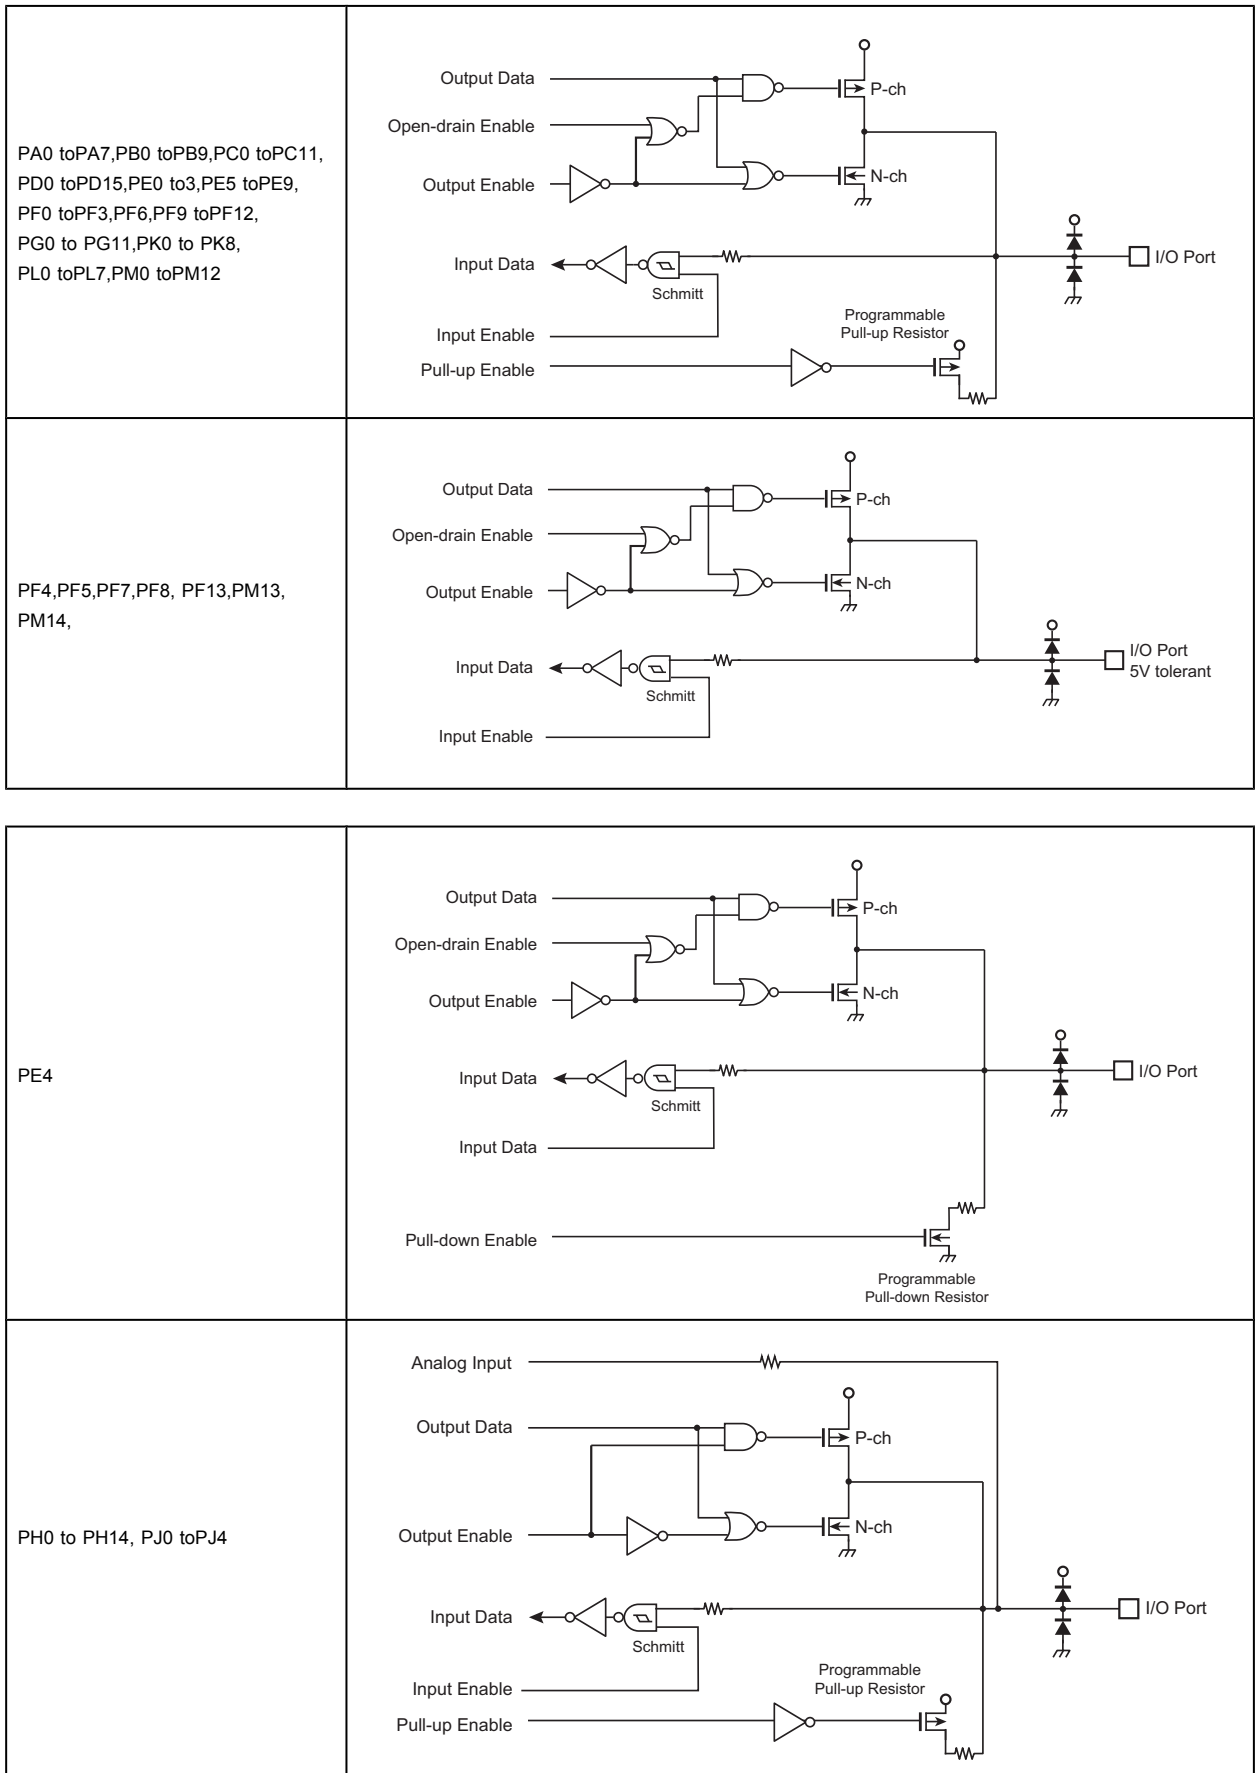 PA0 toPA7,PB0 toPB9,PC0 toPC11,
PD0 toPD15,PE0 to3,PE5 toPE9,
PF0 toPF3,PF6,PF9 toPF12,
PG0 to PG11,PK0 to PK8,
PL0 toPL7,PM0 toPM12
Output Data
P-ch
Open-drain Enable
Output Enable
N-ch
Input Data
Schmitt
I/O Port
Input Enable
Programmable
Pull-up Resistor
Pull-up Enable
PF4,PF5,PF7,PF8, PF13,PM13,
PM14,
Output Data
P-ch
Open-drain Enable
Output Enable
N-ch
Input Data
Schmitt
I/O Port
5V tolerant
Input Enable
PE4
Output Data
P-ch
Open-drain Enable
Output Enable
N-ch
Input Data
Schmitt
I/O Port
Input Data
Pull-down Enable
Programmable
Pull-down Resistor
PH0 to PH14, PJ0 toPJ4
Analog Input
Output Data
P-ch
Output Enable
N-ch
Input Data
Schmitt
I/O Port
Input Enable
Programmable
Pull-up Resistor
Pull-up Enable